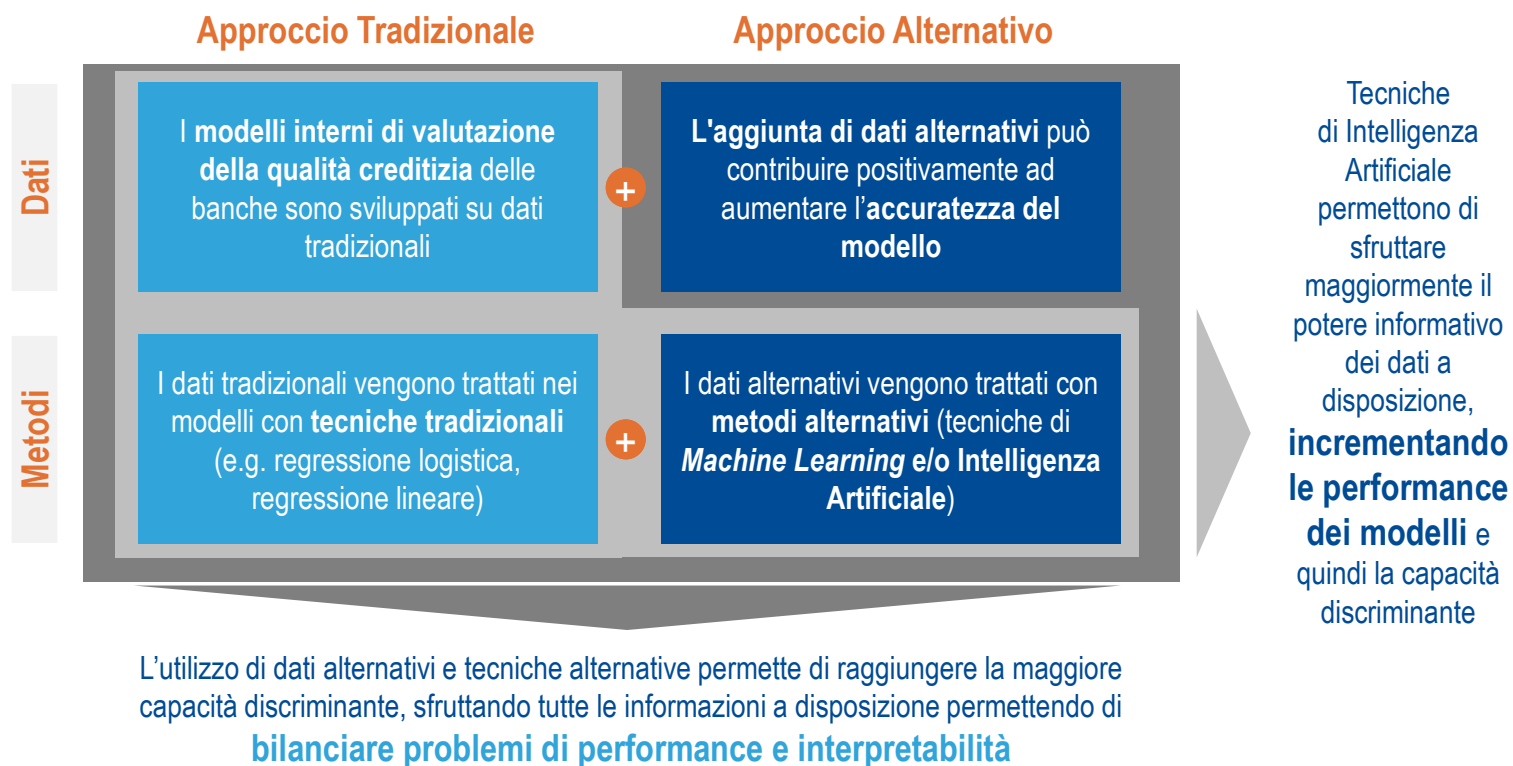 Approccio Tradizionale
Approccio Alternativo
Dati
I modelli interni di valutazione
della qualità creditizia delle
banche sono sviluppati su dati
tradizionali
+
L'aggiunta di dati alternativi può
contribuire positivamente ad
aumentare l’accuratezza del
modello
Metodi
I dati tradizionali vengono trattati nei
modelli con tecniche tradizionali
(e.g. regressione logistica,
regressione lineare)
+
I dati alternativi vengono trattati con
metodi alternativi (tecniche di
Machine Learning e/o Intelligenza
Artificiale)
Tecniche
di Intelligenza
Artificiale
permettono di
sfruttare
maggiormente il
potere informativo
dei dati a
disposizione,
incrementando
le performance
dei modelli e
quindi la capacità
discriminante
L’utilizzo di dati alternativi e tecniche alternative permette di raggiungere la maggiore
capacità discriminante, sfruttando tutte le informazioni a disposizione permettendo di
bilanciare problemi di performance e interpretabilità